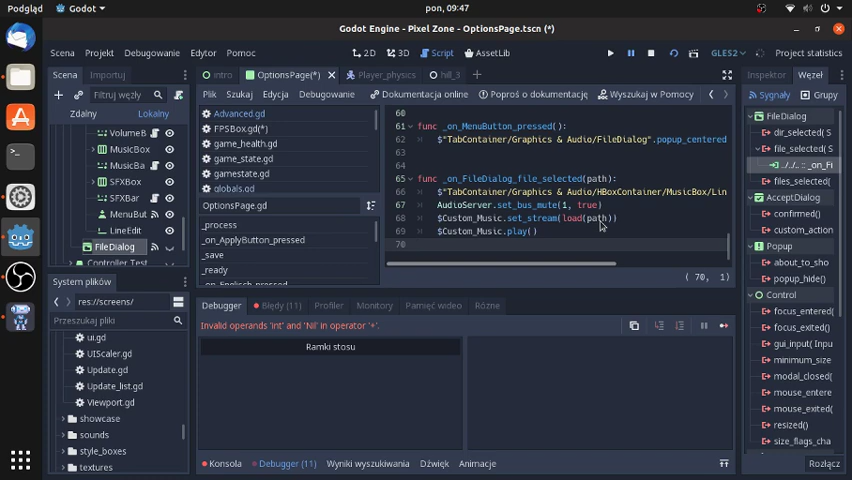 Podgląd
Godot
pon, 09:47
Godot Engine - Pixel Zone - OptionsPage.tscn (*)
Scena Projekt Debugowanie Edytor Pomoc
2D 3D Script AssetLib
GLES2 Project statistics
Scena Importuj
intro OptionsPage(*) Player_physics hill_3
Inspektor Węzeł
Filtruj węzły
Plik Szukaj Edycja Debugowanie Dokumentacja online Poproś o dokumentację Wyszukaj w Pomocy
Sygnały Grupy
Zdalny Lokalny
VolumeB
MusicBox
MusicBa
SFXBox
SFXBar
MenuBut
LineEdit
FileDialog
Controller Test
Advanced.gd
FPSBox.gd(*)
game_health.gd
game_state.gd
gamestate.gd
globals.gd
OptionsPage.gd
_process
_on_ApplyButton_pressed
_save
_ready
_on_English_pressed
60
61 func _on_MenuButton_pressed():
62 $"TabContainer/Graphics & Audio/FileDialog".popup_centered
63
64
65 func _on_FileDialog_file_selected(path):
66 $"TabContainer/Graphics & Audio/HBoxContainer/MusicBox/Lin
67 AudioServer.set_bus_mute(1, true)
68 $Custom_Music.set_stream(load(path))
69 $Custom_Music.play()
70
( 70, 1)
FileDialog
dir_selected( S
file_selected( S
../../.. :: _on_Fi
files_selected(
AcceptDialog
confirmed()
custom_action(
Popup
about_to_sho
popup_hide()
Control
focus_entered(
focus_exited()
gui_input( Inpu
minimum_size
modal_closed(
mouse_entere
mouse_exited(
resized()
size_flags_cha
Rozłącz
System plików
res://screens/
Przeszukaj pliki
ui.gd
UIScaler.gd
Update.gd
Update_list.gd
Viewport.gd
showcase
sounds
style_boxes
textures
Debugger Błędy (11) Profiler Monitory Pamięć wideo Różne
Invalid operands 'int' and 'Nil' in operator '+'.
Ramki stosu
Konsola Debugger (11) Wyniki wyszukiwania Dźwięk Animacje